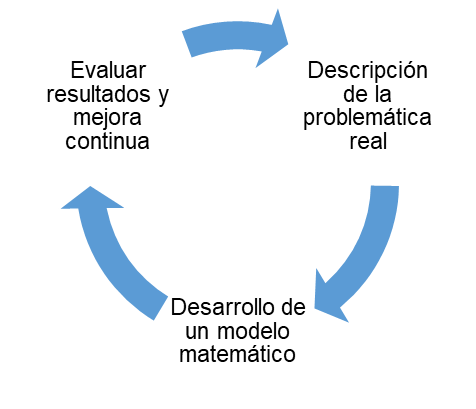 Evaluar
resultados y
mejora
continua
Descripción
de la
problemática
real
Desarrollo de
un modelo
matemático